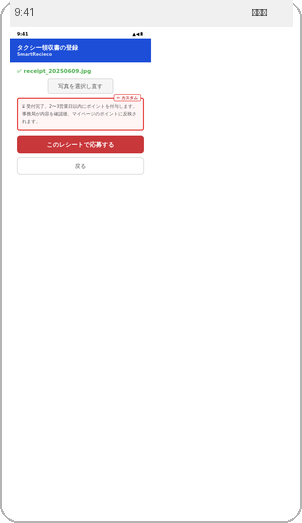 9:41
9:41
タクシー領収書の登録
SmartRecieco
✅ receipt_20250609.jpg
写真を選択し直す
← カスタム
⏳受付完了。2〜3営業日以内にポイントを付与します。
事務局が内容を確認後、マイページのポイントに反映さ
れます。
このレシートで応募する
戻る